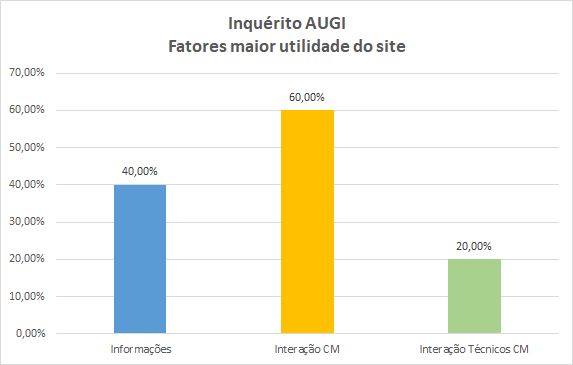 Inquérito AUGI
Fatores maior utilidade do site
70,00%
60,00%
50,00%
40,00%
30,00%
20,00%
10,00%
0,00%
40,00%
60,00%
20,00%
Informações
Interação CM
Interação Técnicos CM